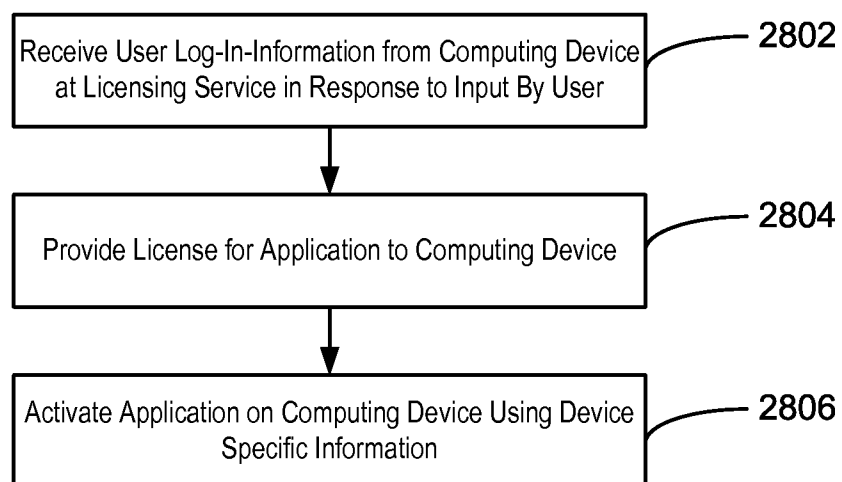 Receive User Log-In-Information from Computing Device
at Licensing Service in Response to Input By User
2802
Provide License for Application to Computing Device
2804
Activate Application on Computing Device Using Device
Specific Information
2806